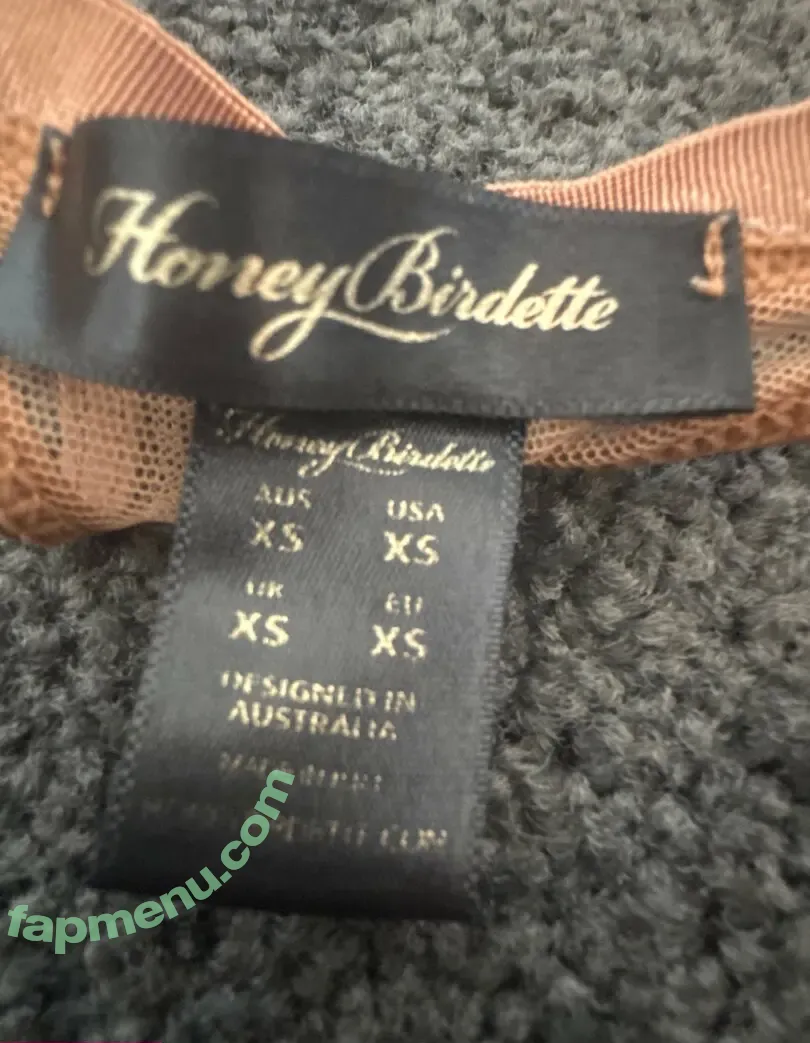 Honey Birdette
Honey Birdette
AUS USA
XS XS
UK EU
XS XS
DESIGNED IN
AUSTRALIA
fapmenu.com